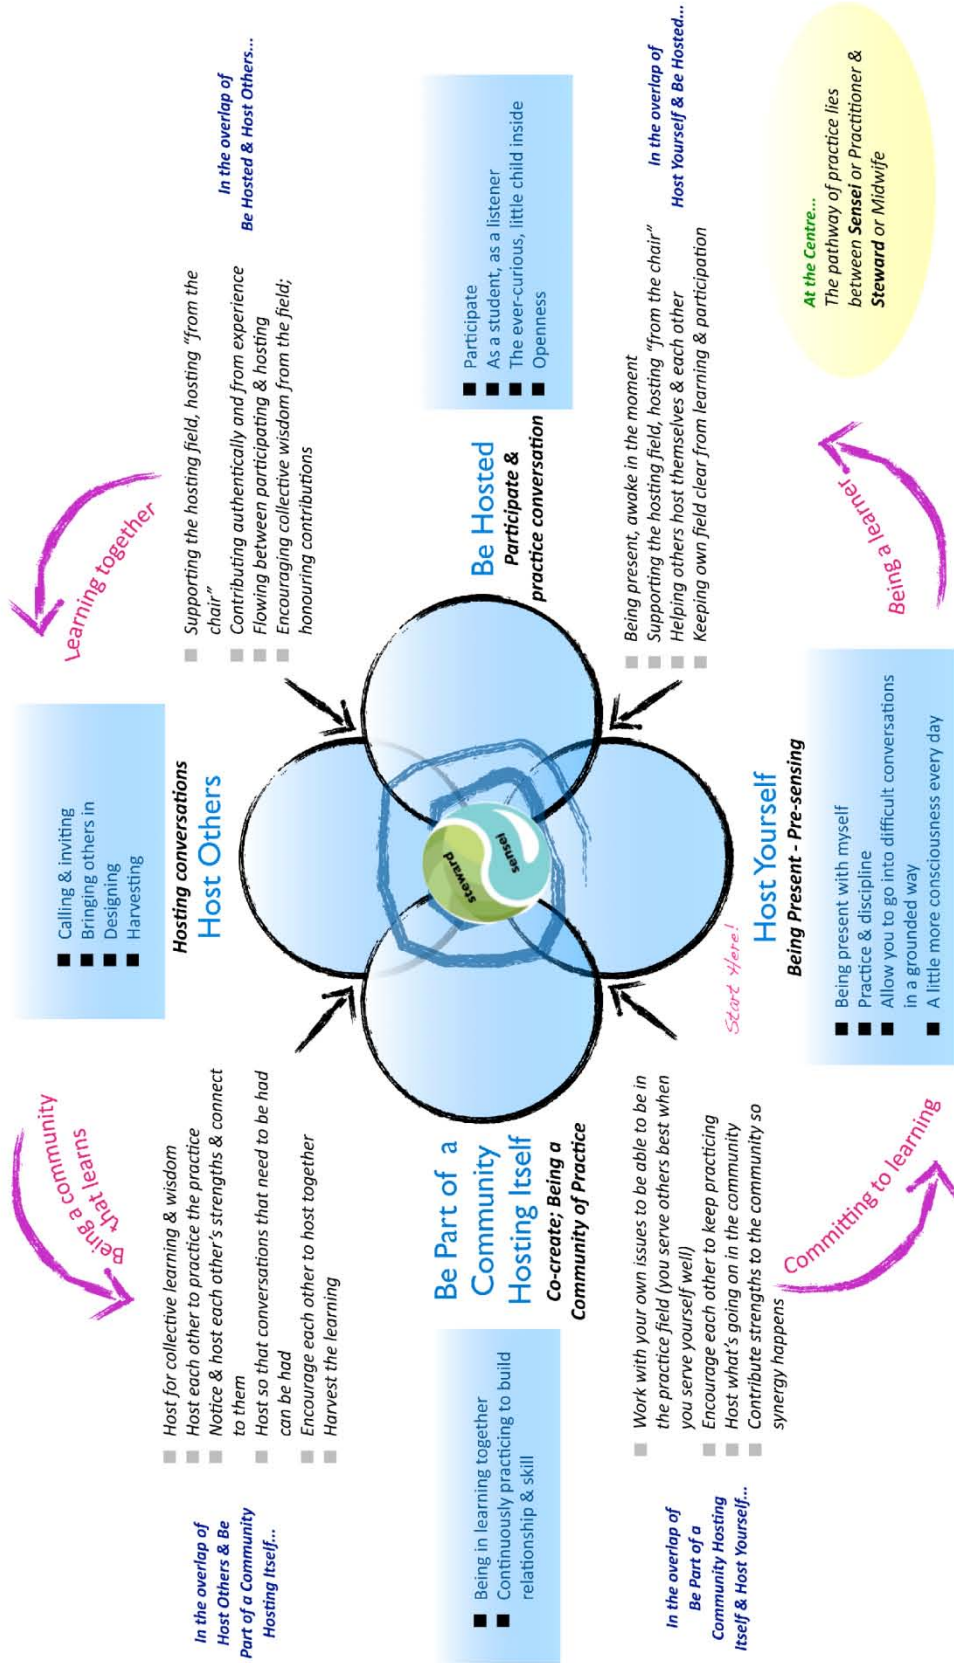 Being a community
that learns
Learning together
Calling & inviting
Bringing others in
Designing
Harvesting
Hosting conversations
Host Others
In the overlap of
Host Others & Be
Part of a Community
Hosting Itself...
Host for collective learning & wisdom
Host each other to practice the practice
Notice & host each other's strengths & connect
to them
Host so that conversations that need to be had
can be had
Encourage each other to host together
Harvest the learning
Supporting the hosting field, hosting "from the
chair"
Contributing authentically and from experience
Flowing between participating & hosting
Encouraging collective wisdom from the field;
honouring contributions
In the overlap of
Be Hosted & Host Others...
Being in learning together
Continuously practicing to build
relationship & skill
Be Part of a
Community
Hosting Itself
Co-create; Being a
Community of Practice
steward
sensei
Be Hosted
Participate &
practice conversation
Participate
As a student, as a listener
The ever-curious, little child inside
Openness
In the overlap of
Be Part of a
Community Hosting
Itself & Host Yourself...
Work with your own issues to be able to be in
the practice field (you serve others best when
you serve yourself well)
Encourage each other to keep practicing
Host what's going on in the community
Contribute strengths to the community so
synergy happens
Start Here!
Host Yourself
Being Present - Pre-sensing
Being present with myself
Practice & discipline
Allow you to go into difficult conversations
in a grounded way
A little more consciousness every day
Being present, awake in the moment
Supporting the hosting field, hosting "from the chair"
Helping others host themselves & each other
Keeping own field clear from learning & participation
In the overlap of
Host Yourself & Be Hosted...
Committing to learning
Being a learner
At the Centre...
The pathway of practice lies
between Sensei or Practitioner &
Steward or Midwife